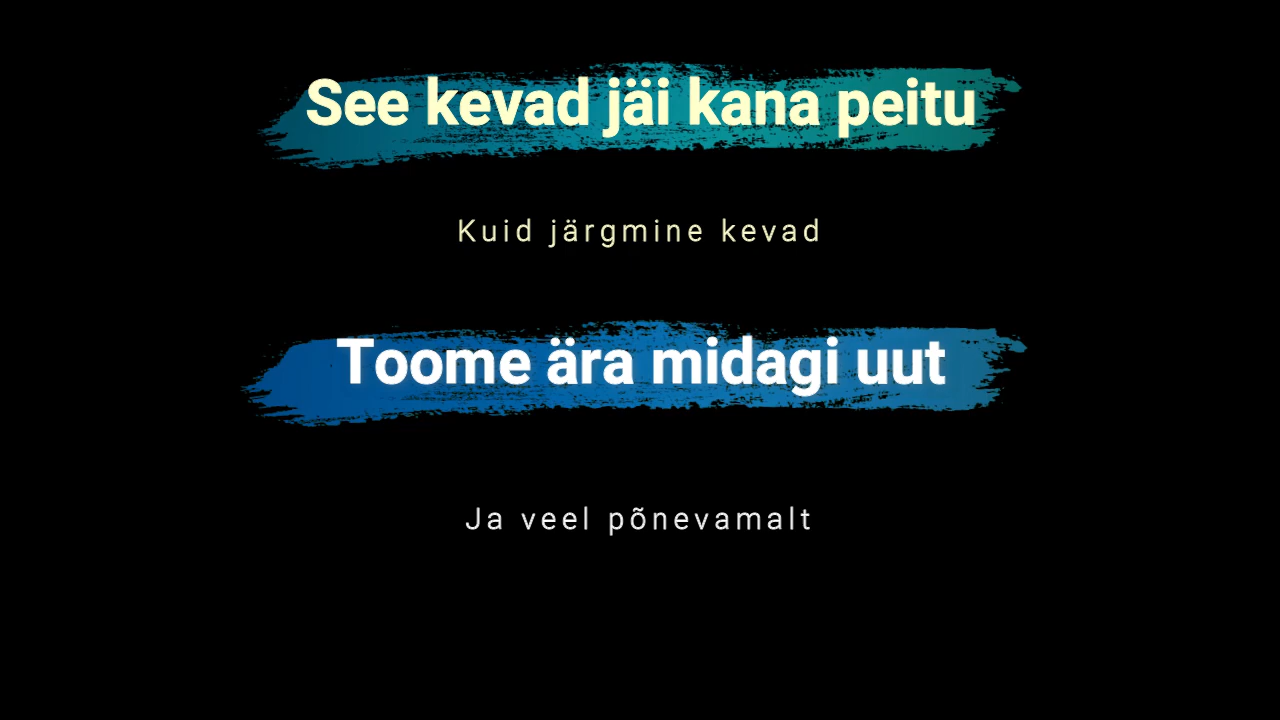 See kevad jäi kana peitu
Kuid järgmine kevad
Toome ära midagi uut
Ja veel põnevamalt